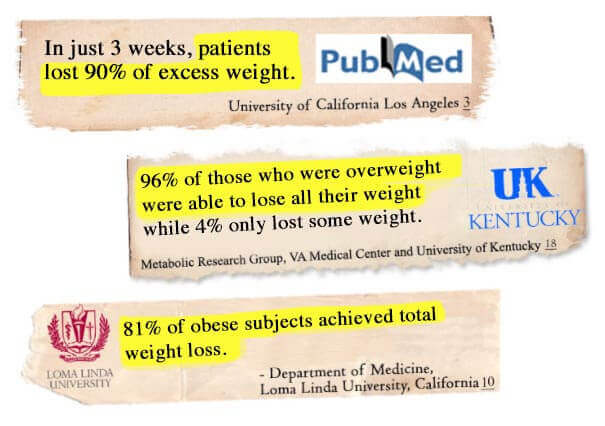 In just 3 weeks, patients
lost 90% of excess weight.
PubMed
University of California Los Angeles 3
96% of those who were overweight
were able to lose all their weight
while 4% only lost some weight.
UK
UNIVERSITY OF
KENTUCKY
Metabolic Research Group, VA Medical Center and University of Kentucky 18
LOMA LINDA
UNIVERSITY
81% of obese subjects achieved total
weight loss.
- Department of Medicine,
Loma Linda University, California 10